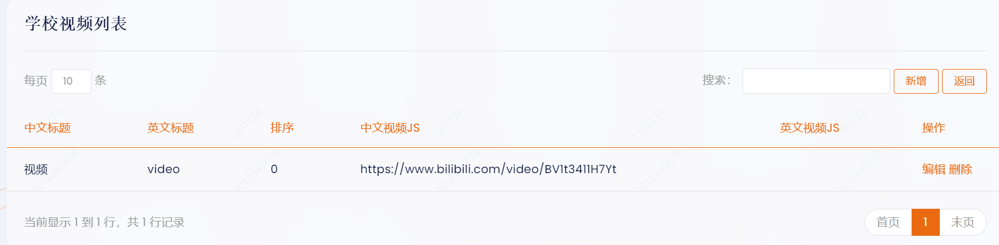 学校视频列表
每页 10 条 搜索： 新增 返回
中文标题 英文标题 排序 中文视频JS 英文视频JS 操作
视频 video 0 https://www.bilibili.com/video/BV1t3411H7Yt 编辑 删除
当前显示 1 到 1 行，共 1 行记录 首页 1 末页